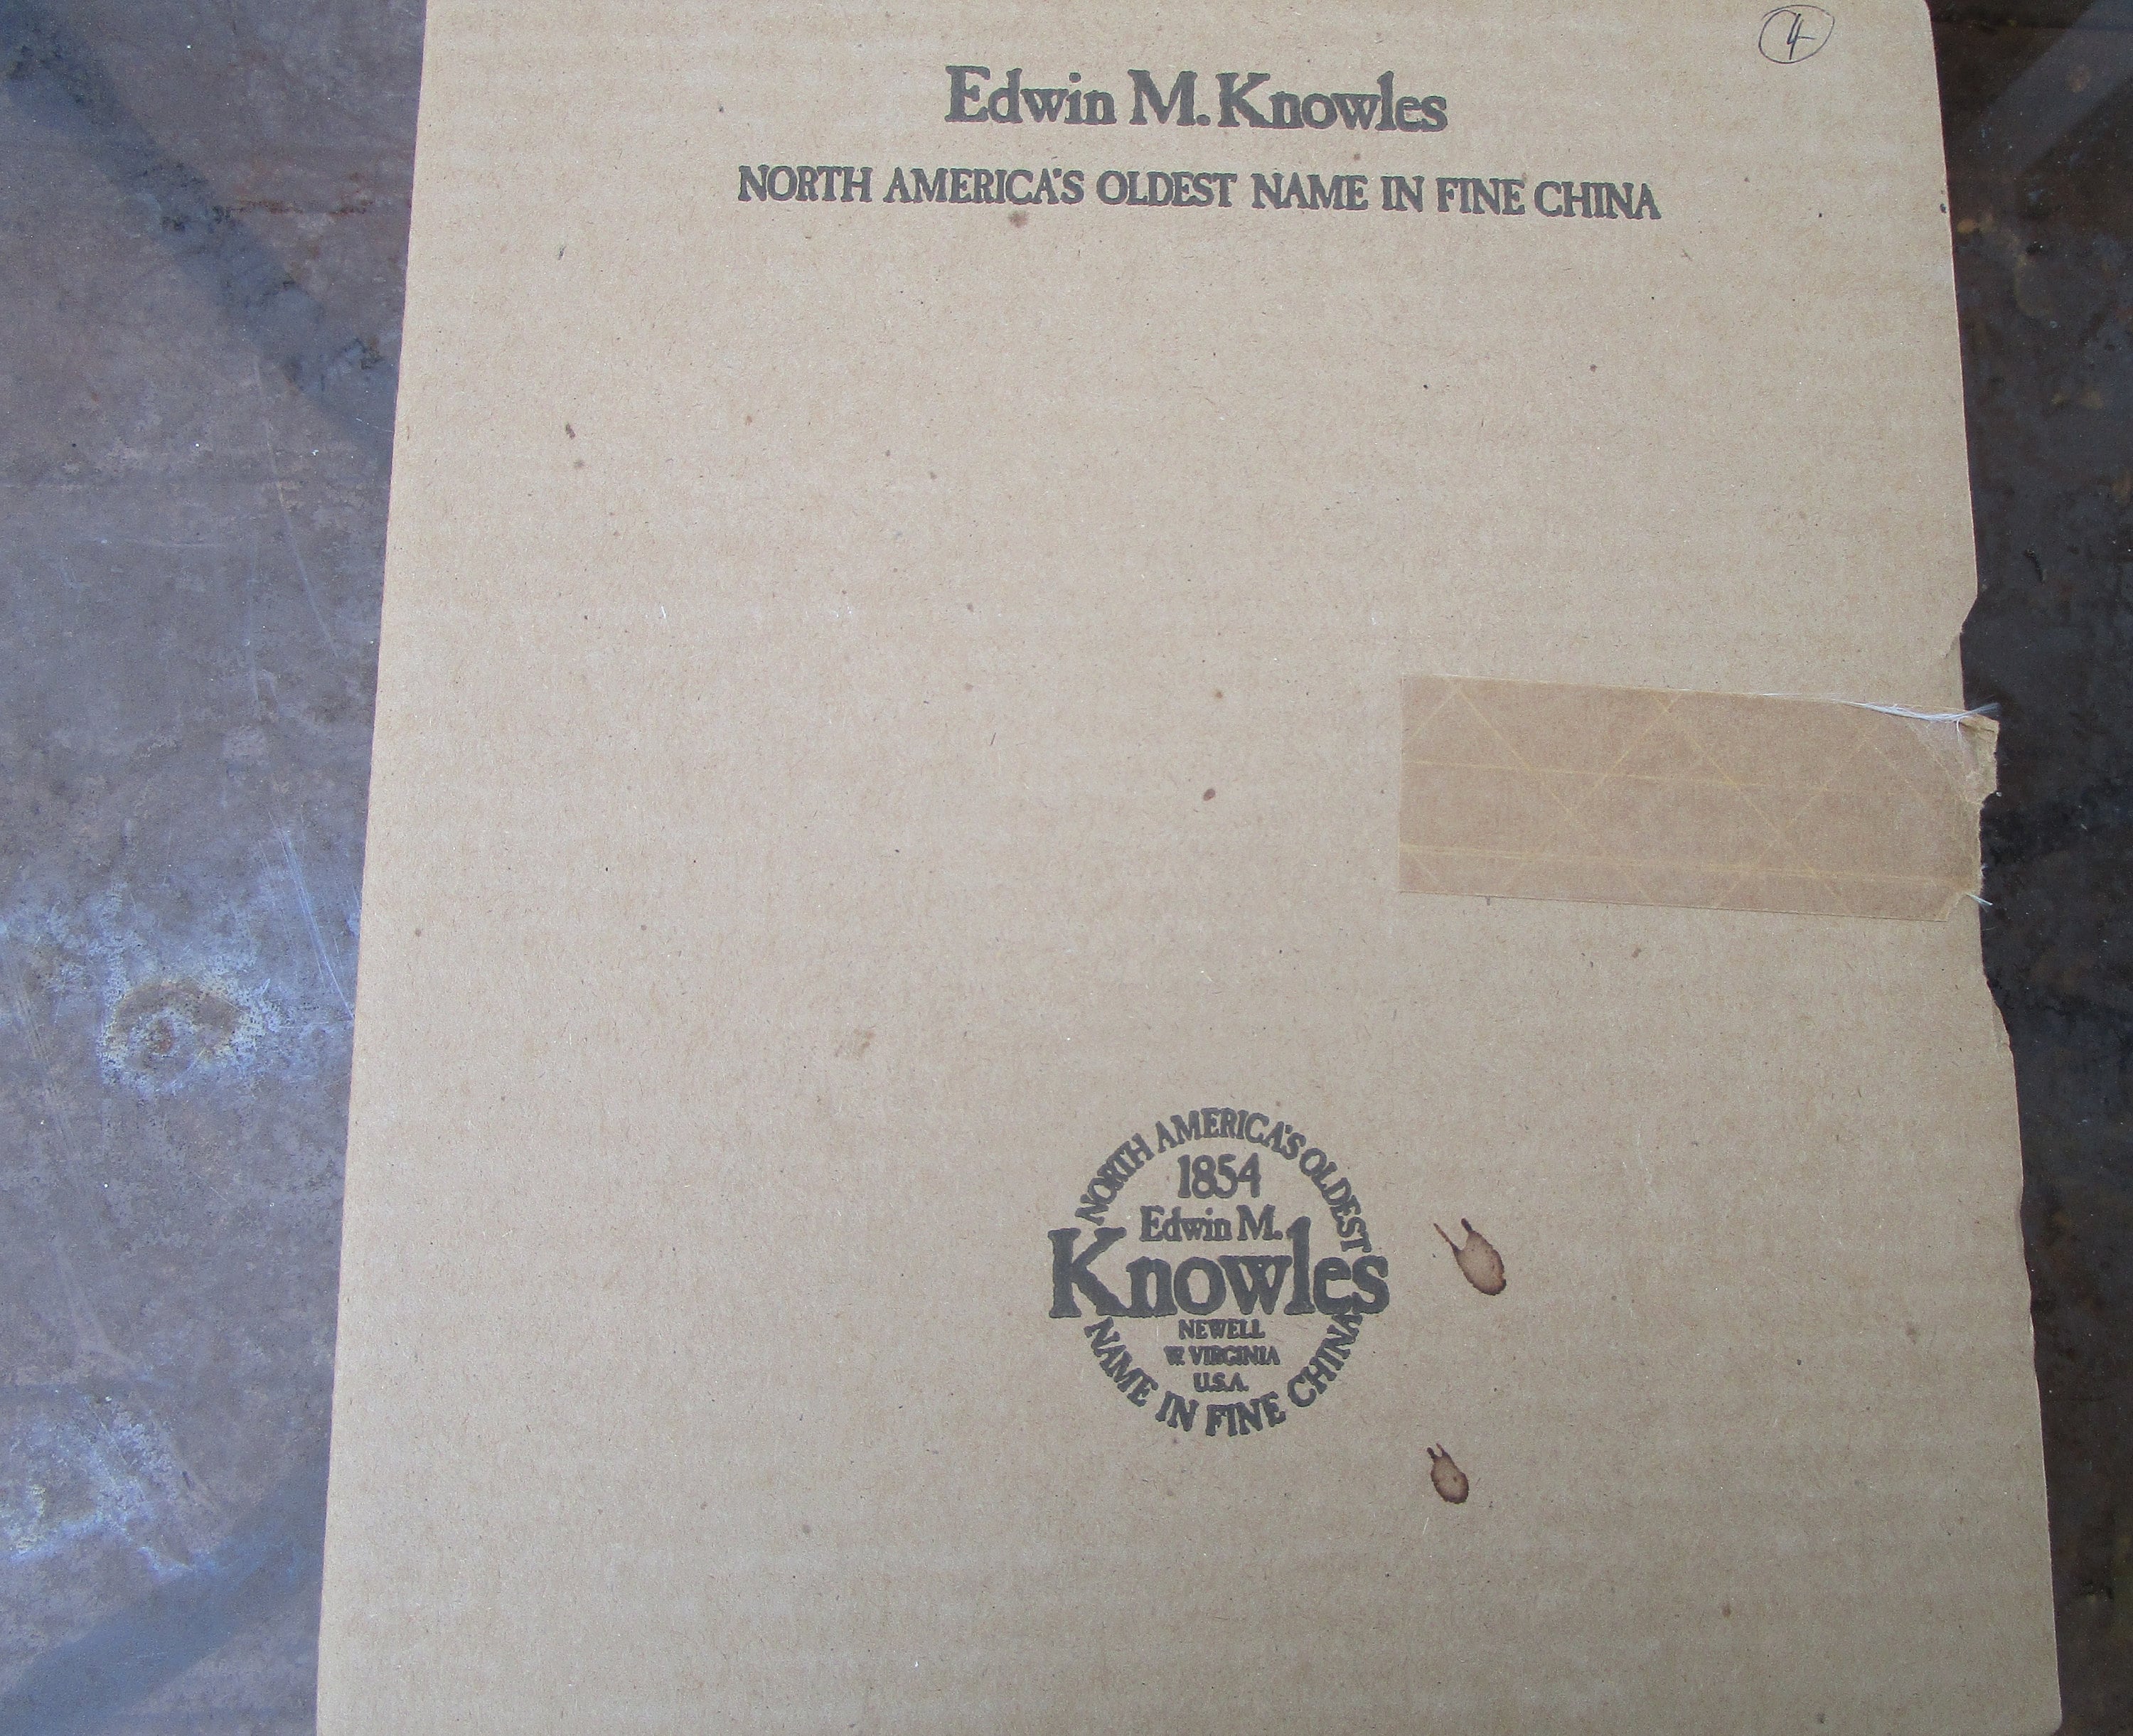 4
Edwin M. Knowles
NORTH AMERICA'S OLDEST NAME IN FINE CHINA
NORTH AMERICA'S OLDEST
1854
Edwin M.
Knowles
NEWELL
W. VIRGINIA
U.S.A.
NAME IN FINE CHINA